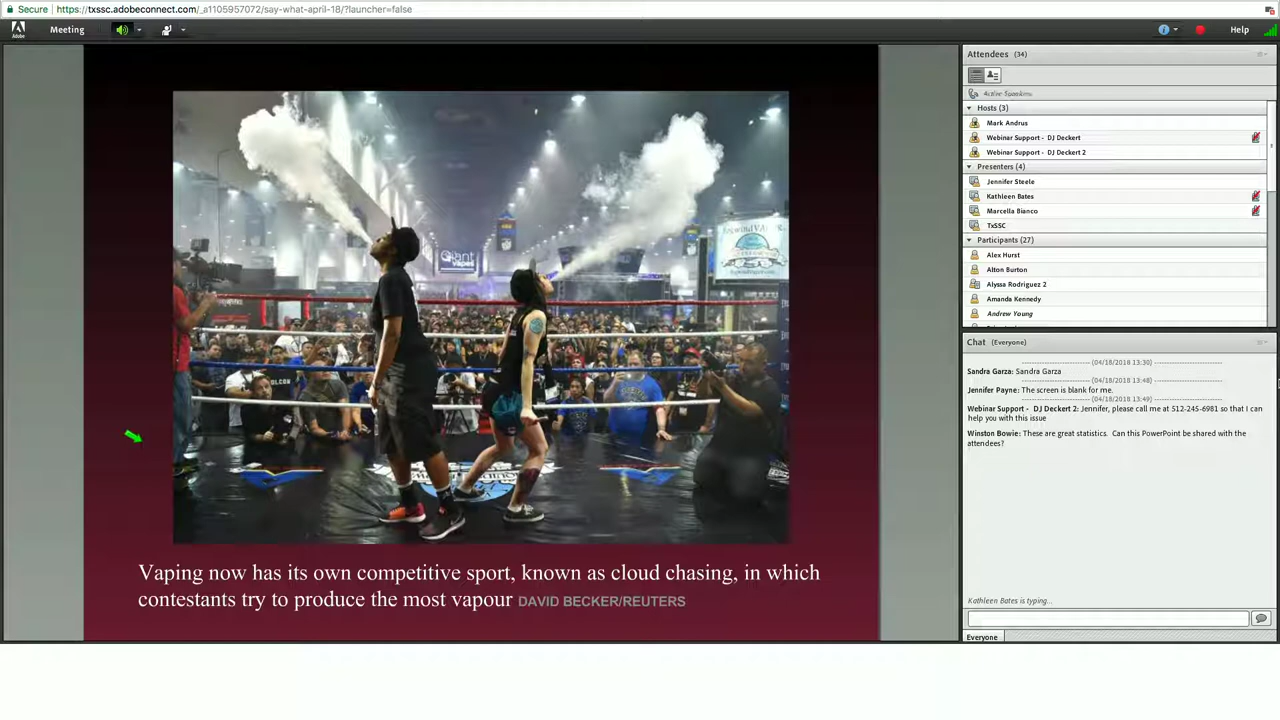 Secure https://txssc.adobeconnect.com/_a1105957072/say-what-april-18/?launcher=false
Adobe
Meeting
Help
Giant
vapes
Vaping now has its own competitive sport, known as cloud chasing, in which
contestants try to produce the most vapour DAVID BECKER/REUTERS
Attendees (34)
Active Speakers
Hosts (3)
Mark Andrus
Webinar Support - DJ Deckert
Webinar Support - DJ Deckert 2
Presenters (4)
Jennifer Steele
Kathleen Bates
Marcella Bianco
TxSSC
Participants (27)
Alex Hurst
Alton Burton
Alyssa Rodriguez 2
Amanda Kennedy
Andrew Young
Chat (Everyone)
------------------ (04/18/2018 13:30) ------------------
Sandra Garza: Sandra Garza
------------------ (04/18/2018 13:48) ------------------
Jennifer Payne: The screen is blank for me.
------------------ (04/18/2018 13:49) ------------------
Webinar Support - DJ Deckert 2: Jennifer, please call me at 512-245-6981 so that I can
help you with this issue
Winston Bowie: These are great statistics. Can this PowerPoint be shared with the
attendees?
Kathleen Bates is typing...
Everyone